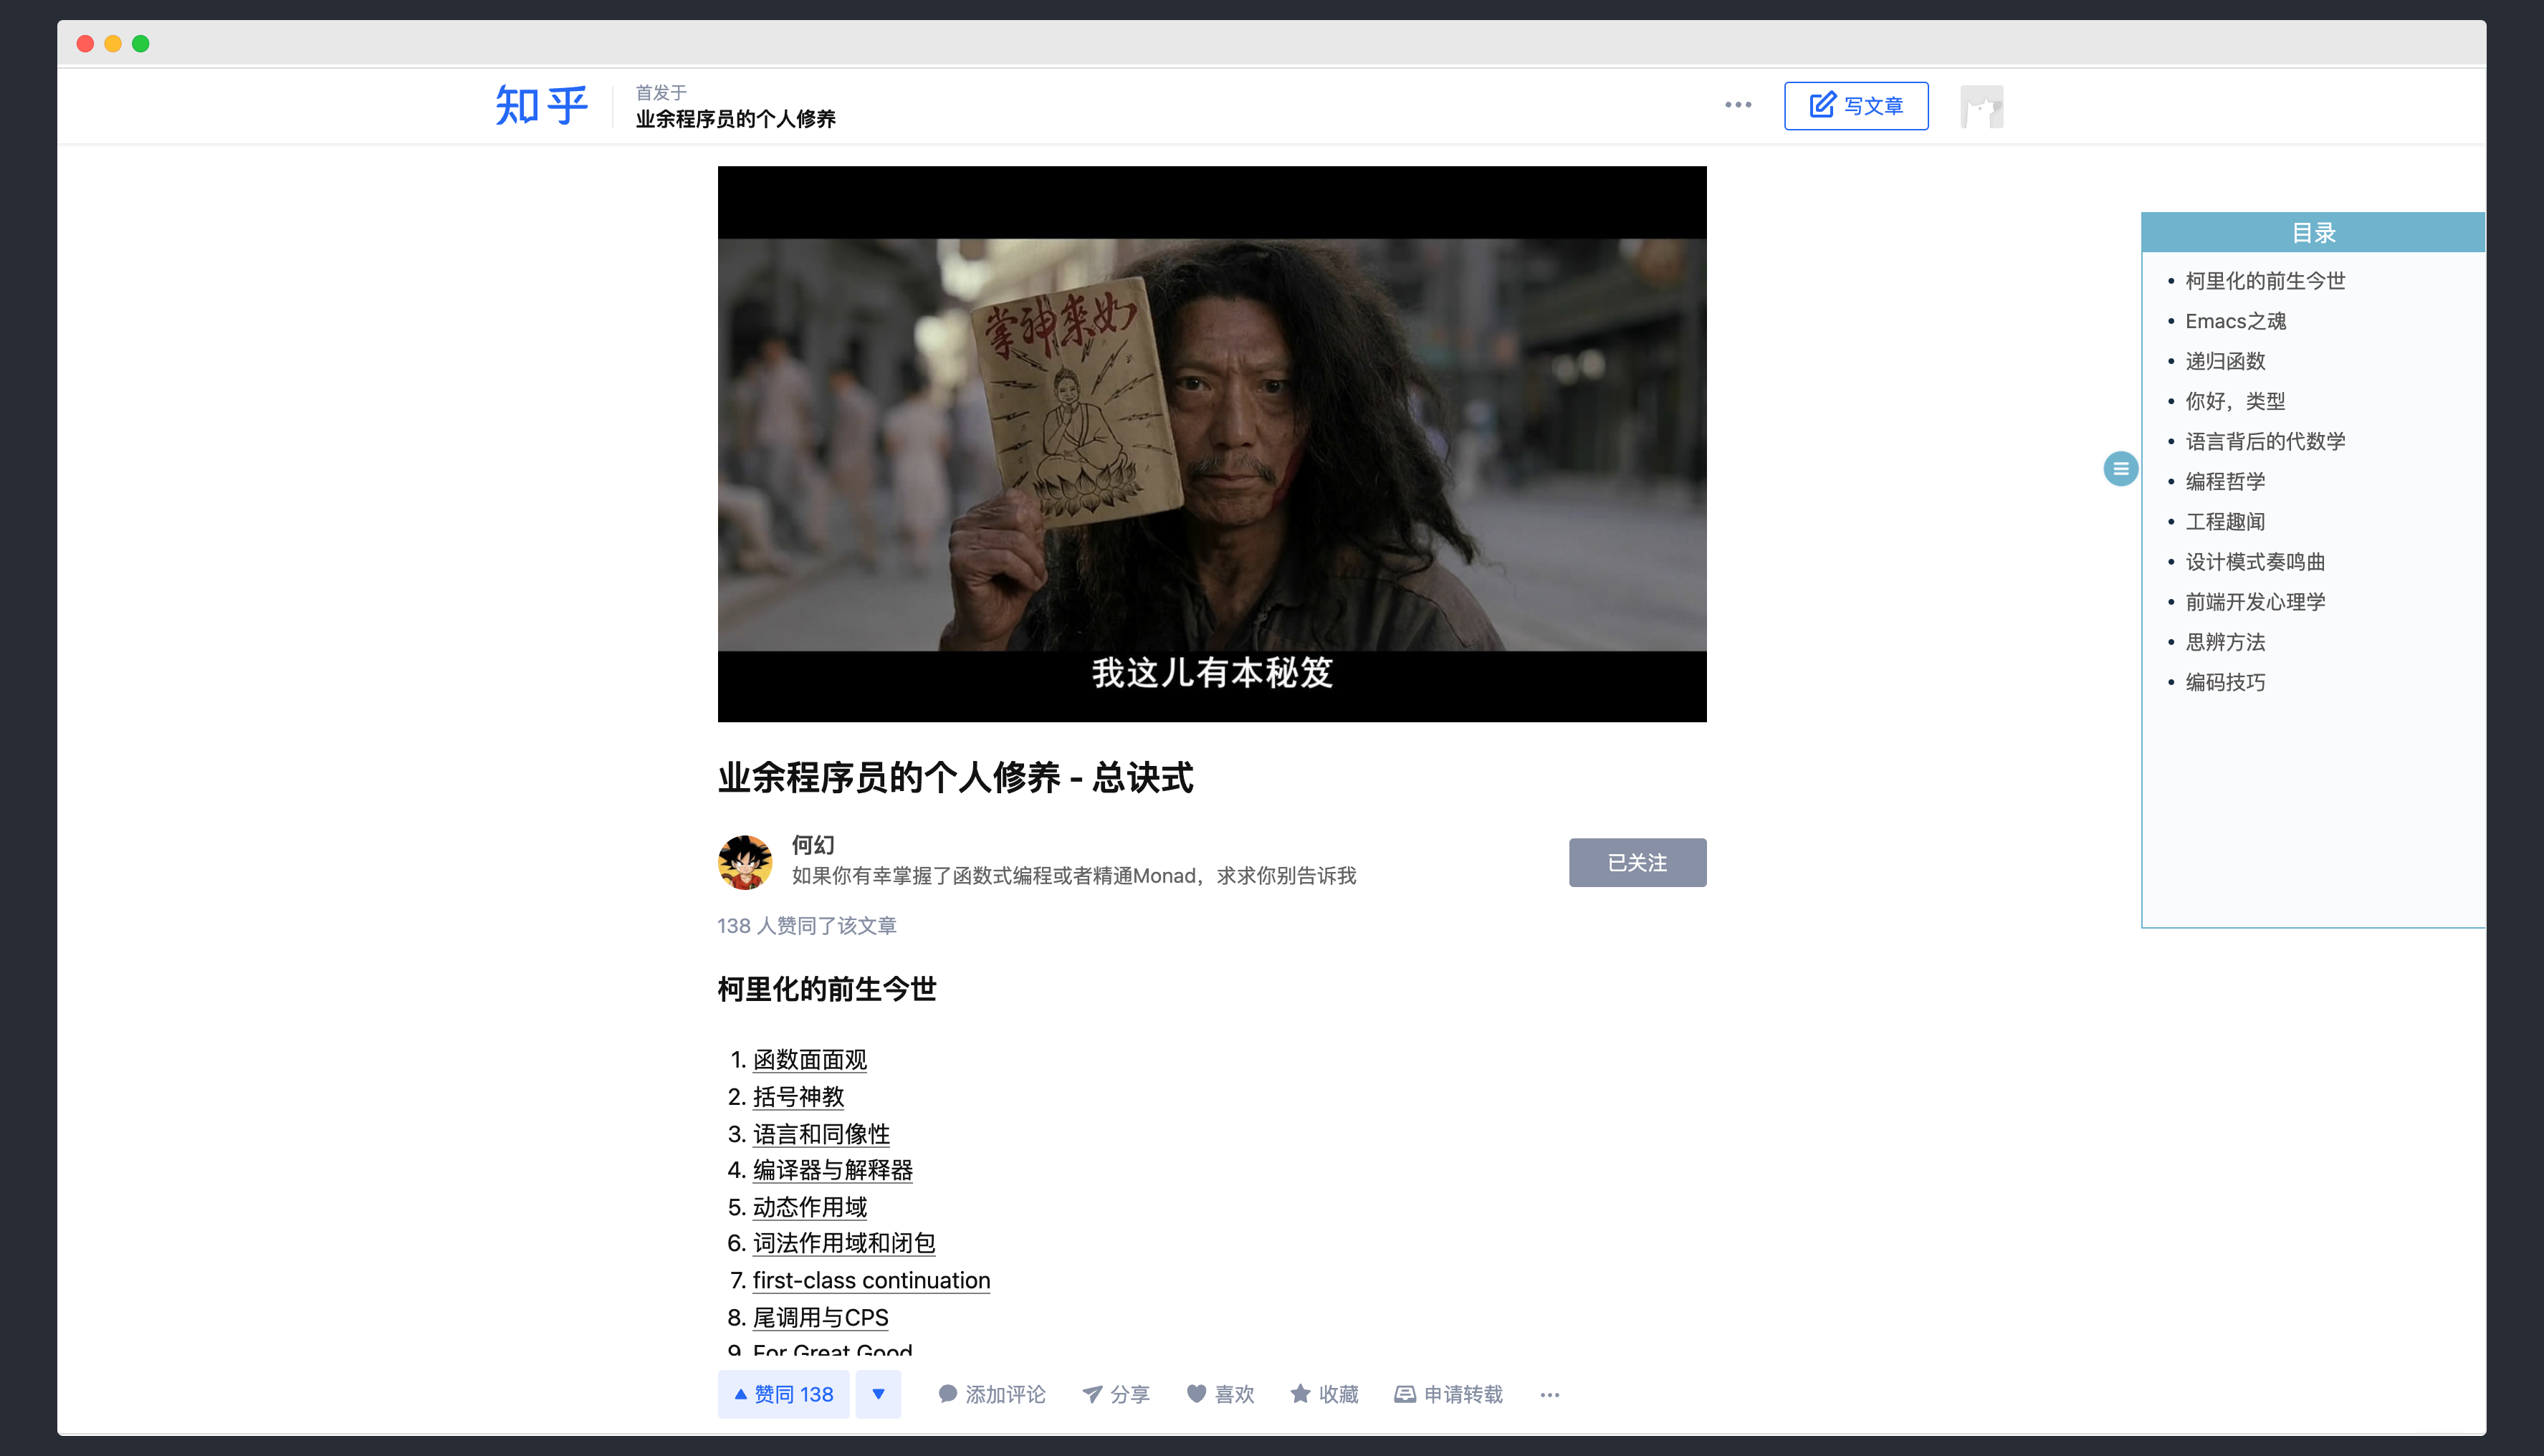 知乎
首发于
业余程序员的个人修养
写文章
如來神掌
我这儿有本秘笈
业余程序员的个人修养 - 总诀式
何幻
如果你有幸掌握了函数式编程或者精通Monad，求求你别告诉我
已关注
138 人赞同了该文章
柯里化的前生今世
1. 函数面面观
2. 括号神教
3. 语言和同像性
4. 编译器与解释器
5. 动态作用域
6. 词法作用域和闭包
7. first-class continuation
8. 尾调用与CPS
9. For Great Good
赞同 138
添加评论
分享
喜欢
收藏
申请转载
目录
• 柯里化的前生今世
• Emacs之魂
• 递归函数
• 你好，类型
• 语言背后的代数学
• 编程哲学
• 工程趣闻
• 设计模式奏鸣曲
• 前端开发心理学
• 思辨方法
• 编码技巧